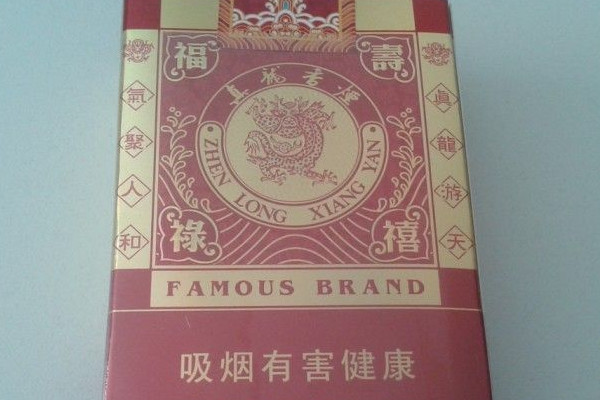 福 壽
真龍香煙
ZHEN LONG XIANG YAN
氣聚人和
眞龍游天
祿 禧
FAMOUS BRAND
吸烟有害健康